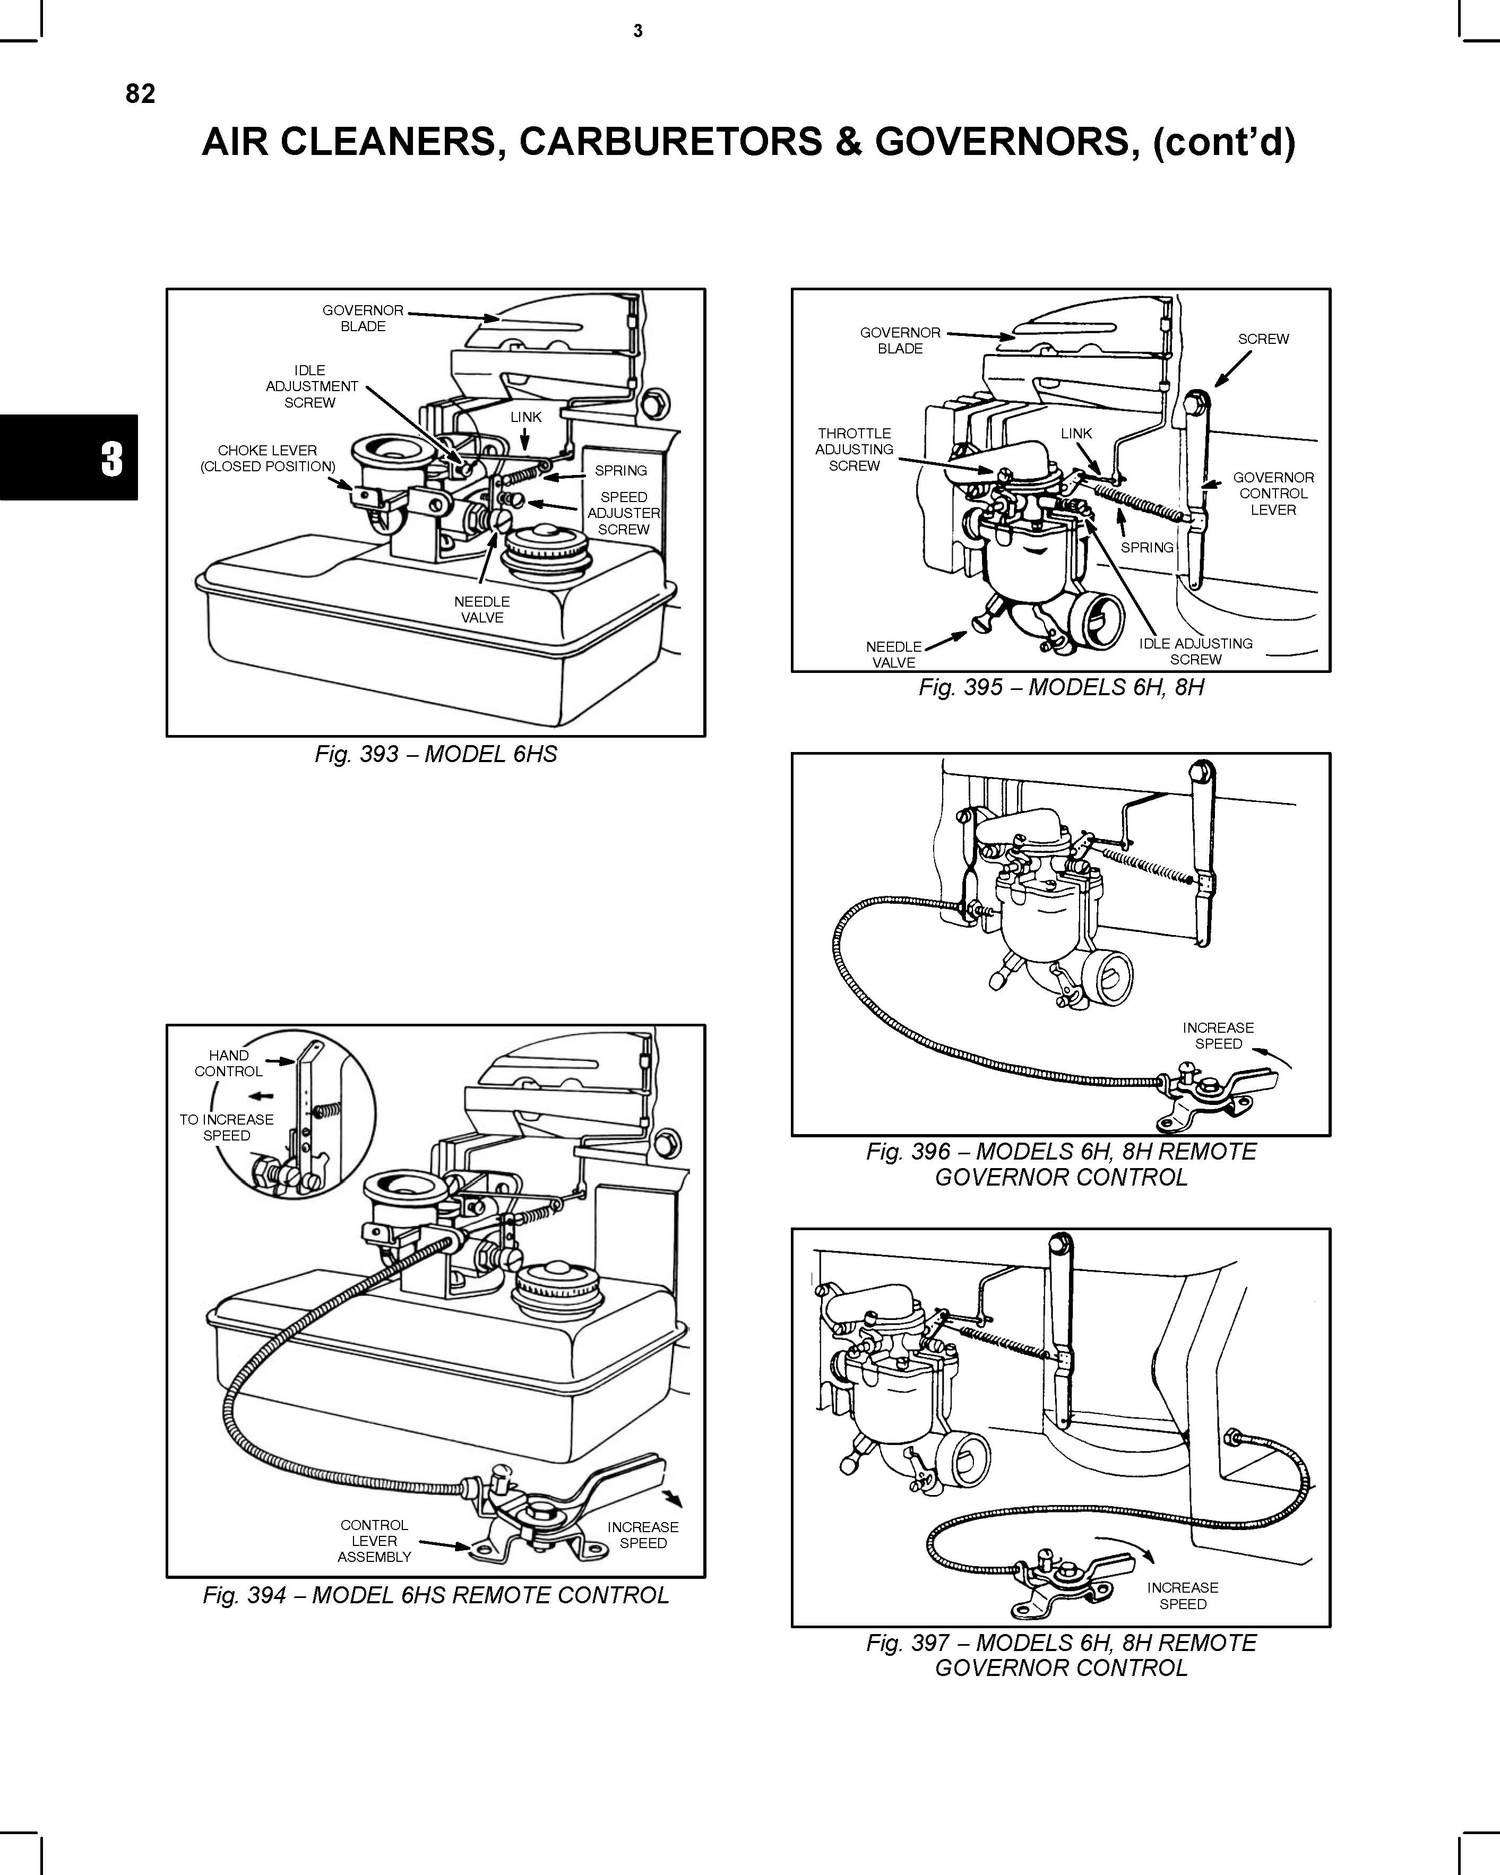 3
82
AIR CLEANERS, CARBURETORS & GOVERNORS, (cont’d)
3
GOVERNOR
BLADE
IDLE
ADJUSTMENT
SCREW
LINK
CHOKE LEVER
(CLOSED POSITION)
SPRING
SPEED
ADJUSTER
SCREW
NEEDLE
VALVE
Fig. 393 – MODEL 6HS
HAND
CONTROL
TO INCREASE
SPEED
CONTROL
LEVER
ASSEMBLY
INCREASE
SPEED
Fig. 394 – MODEL 6HS REMOTE CONTROL
GOVERNOR
BLADE
SCREW
THROTTLE
ADJUSTING
SCREW
LINK
GOVERNOR
CONTROL
LEVER
SPRING
NEEDLE
VALVE
IDLE ADJUSTING
SCREW
Fig. 395 – MODELS 6H, 8H
INCREASE
SPEED
Fig. 396 – MODELS 6H, 8H REMOTE
GOVERNOR CONTROL
INCREASE
SPEED
Fig. 397 – MODELS 6H, 8H REMOTE
GOVERNOR CONTROL